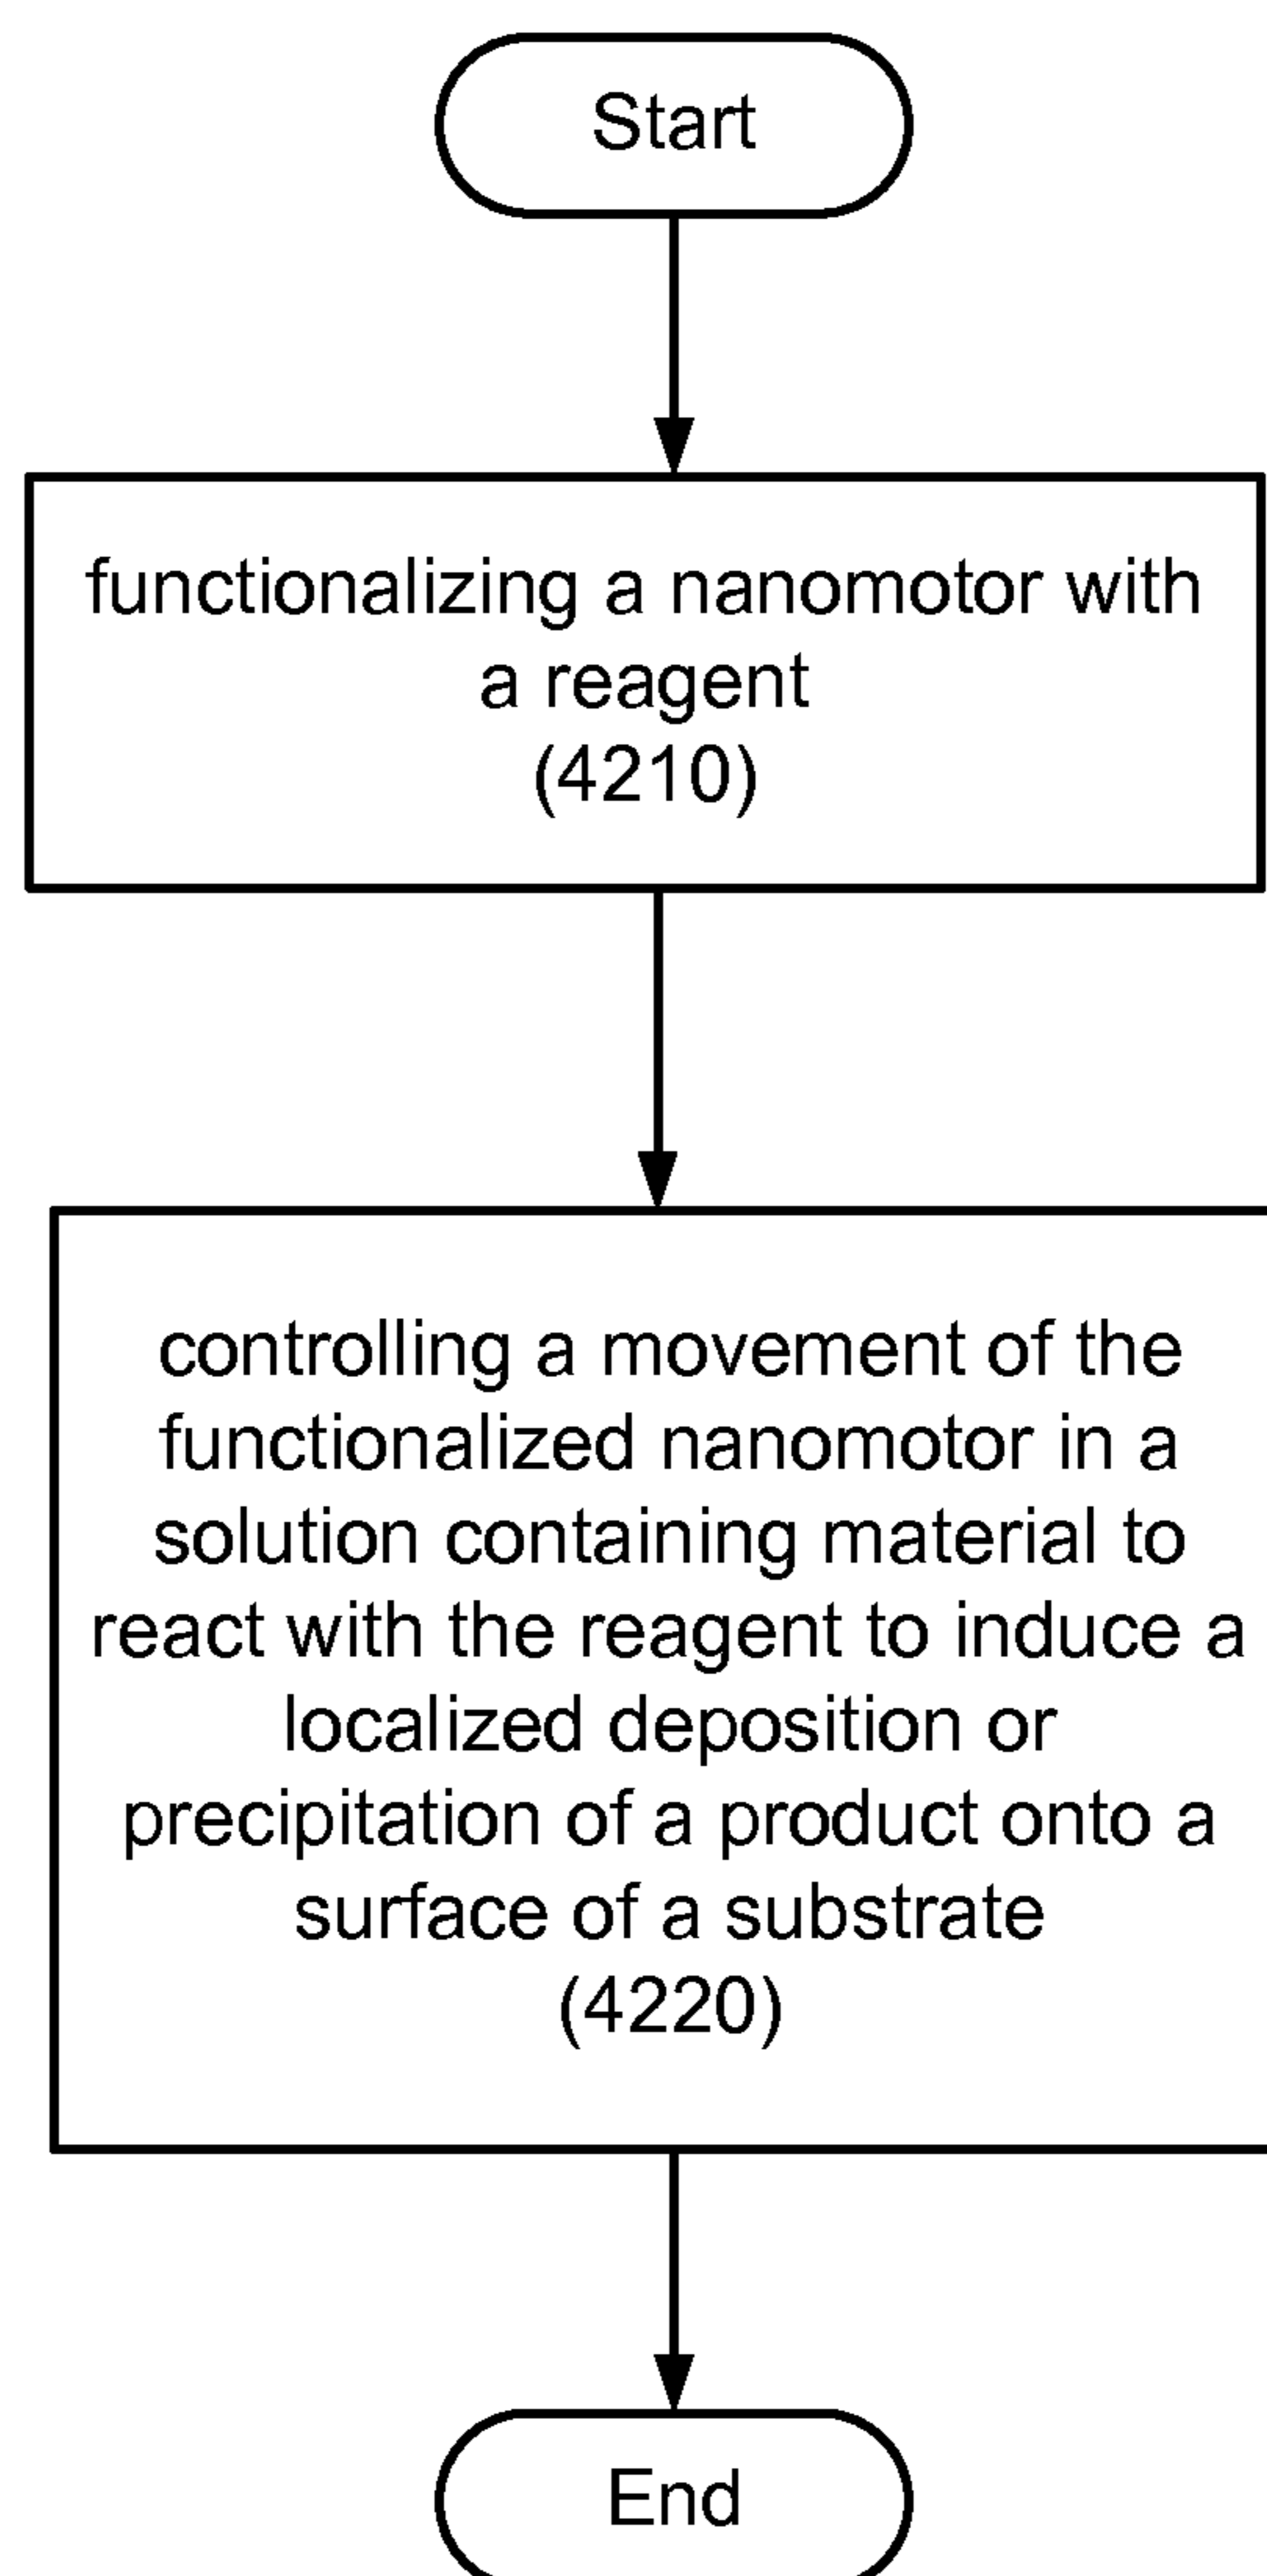 Start
functionalizing a nanomotor with
a reagent
(4210)
controlling a movement of the
functionalized nanomotor in a
solution containing material to
react with the reagent to induce a
localized deposition or
precipitation of a product onto a
surface of a substrate
(4220)
End